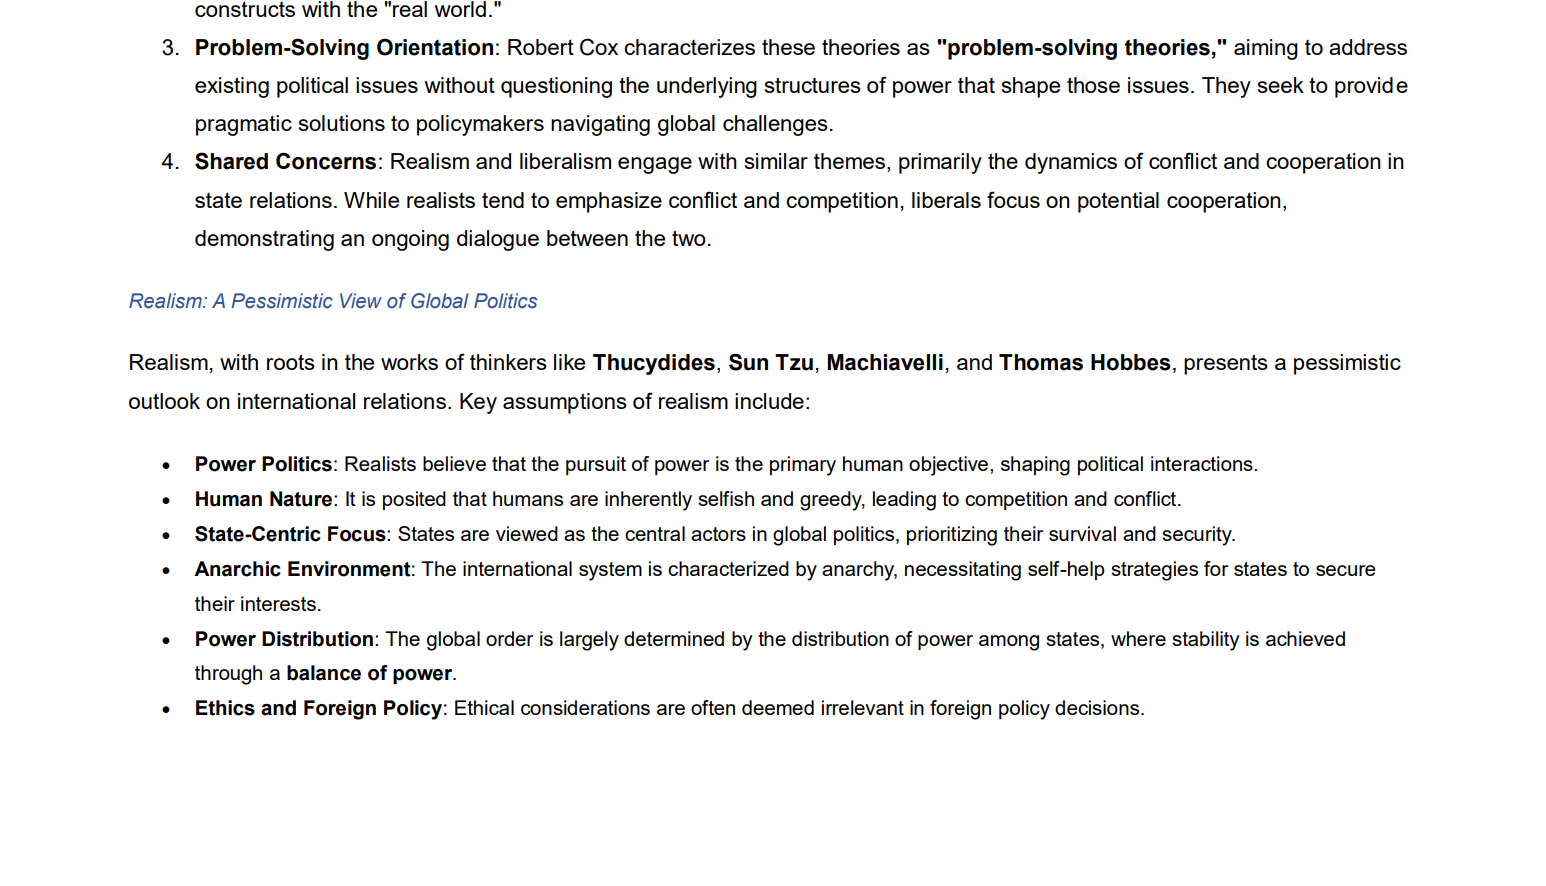 constructs with the "real world."
3. Problem-Solving Orientation: Robert Cox characterizes these theories as "problem-solving theories," aiming to address
existing political issues without questioning the underlying structures of power that shape those issues. They seek to provide
pragmatic solutions to policymakers navigating global challenges.
4. Shared Concerns: Realism and liberalism engage with similar themes, primarily the dynamics of conflict and cooperation in
state relations. While realists tend to emphasize conflict and competition, liberals focus on potential cooperation,
demonstrating an ongoing dialogue between the two.
Realism: A Pessimistic View of Global Politics
Realism, with roots in the works of thinkers like Thucydides, Sun Tzu, Machiavelli, and Thomas Hobbes, presents a pessimistic
outlook on international relations. Key assumptions of realism include:
• Power Politics: Realists believe that the pursuit of power is the primary human objective, shaping political interactions.
• Human Nature: It is posited that humans are inherently selfish and greedy, leading to competition and conflict.
• State-Centric Focus: States are viewed as the central actors in global politics, prioritizing their survival and security.
• Anarchic Environment: The international system is characterized by anarchy, necessitating self-help strategies for states to secure
their interests.
• Power Distribution: The global order is largely determined by the distribution of power among states, where stability is achieved
through a balance of power.
• Ethics and Foreign Policy: Ethical considerations are often deemed irrelevant in foreign policy decisions.